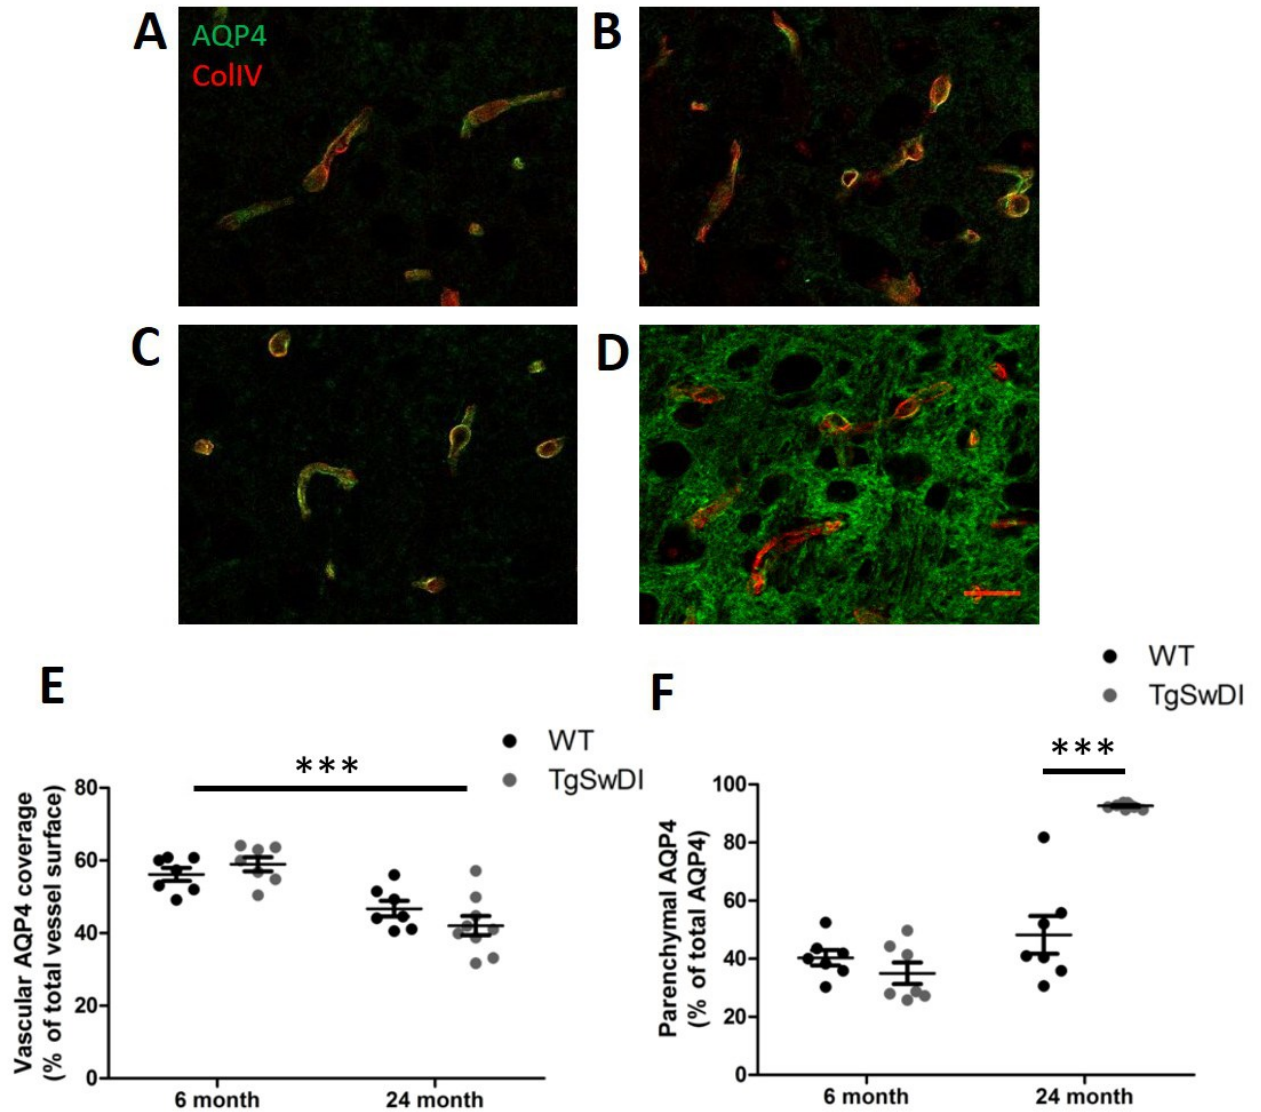 A
AQP4
ColIV
B
C
D
E
WT
TgSwDI
***
Vascular AQP4 coverage
(% of total vessel surface)
80
60
40
20
0
6 month
24 month
F
WT
TgSwDI
***
Parenchymal AQP4
(% of total AQP4)
100
80
60
40
20
0
6 month
24 month